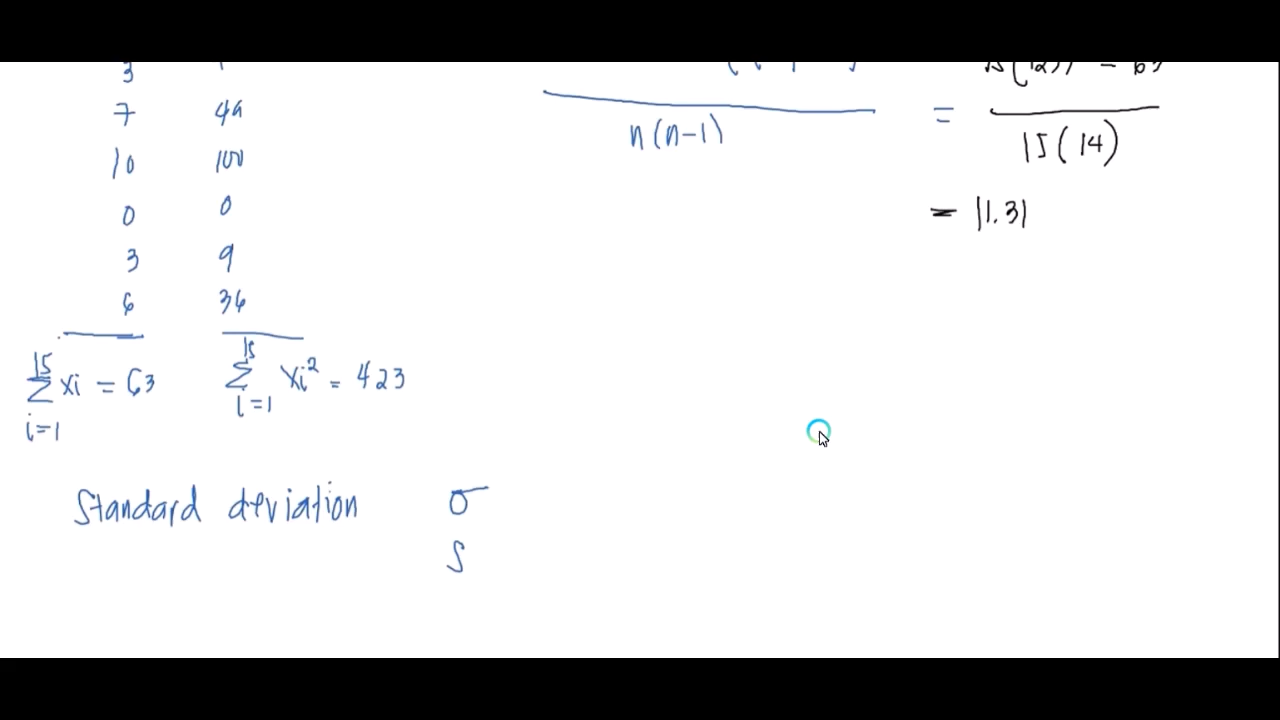 3
7 49
10 100
0 0
3 9
6 36
n(n-1)
=
15(14)
= 11.31
15
Σ xi = 63
i=1
15
Σ xi² = 423
i=1
Standard deviation σ
s